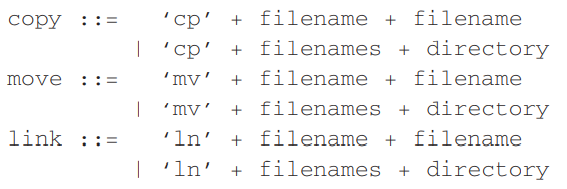 copy ::= ‘cp’ + filename + filename
| ‘cp’ + filenames + directory
move ::= ‘mv’ + filename + filename
| ‘mv’ + filenames + directory
link ::= ‘ln’ + filename + filename
| ‘ln’ + filenames + directory